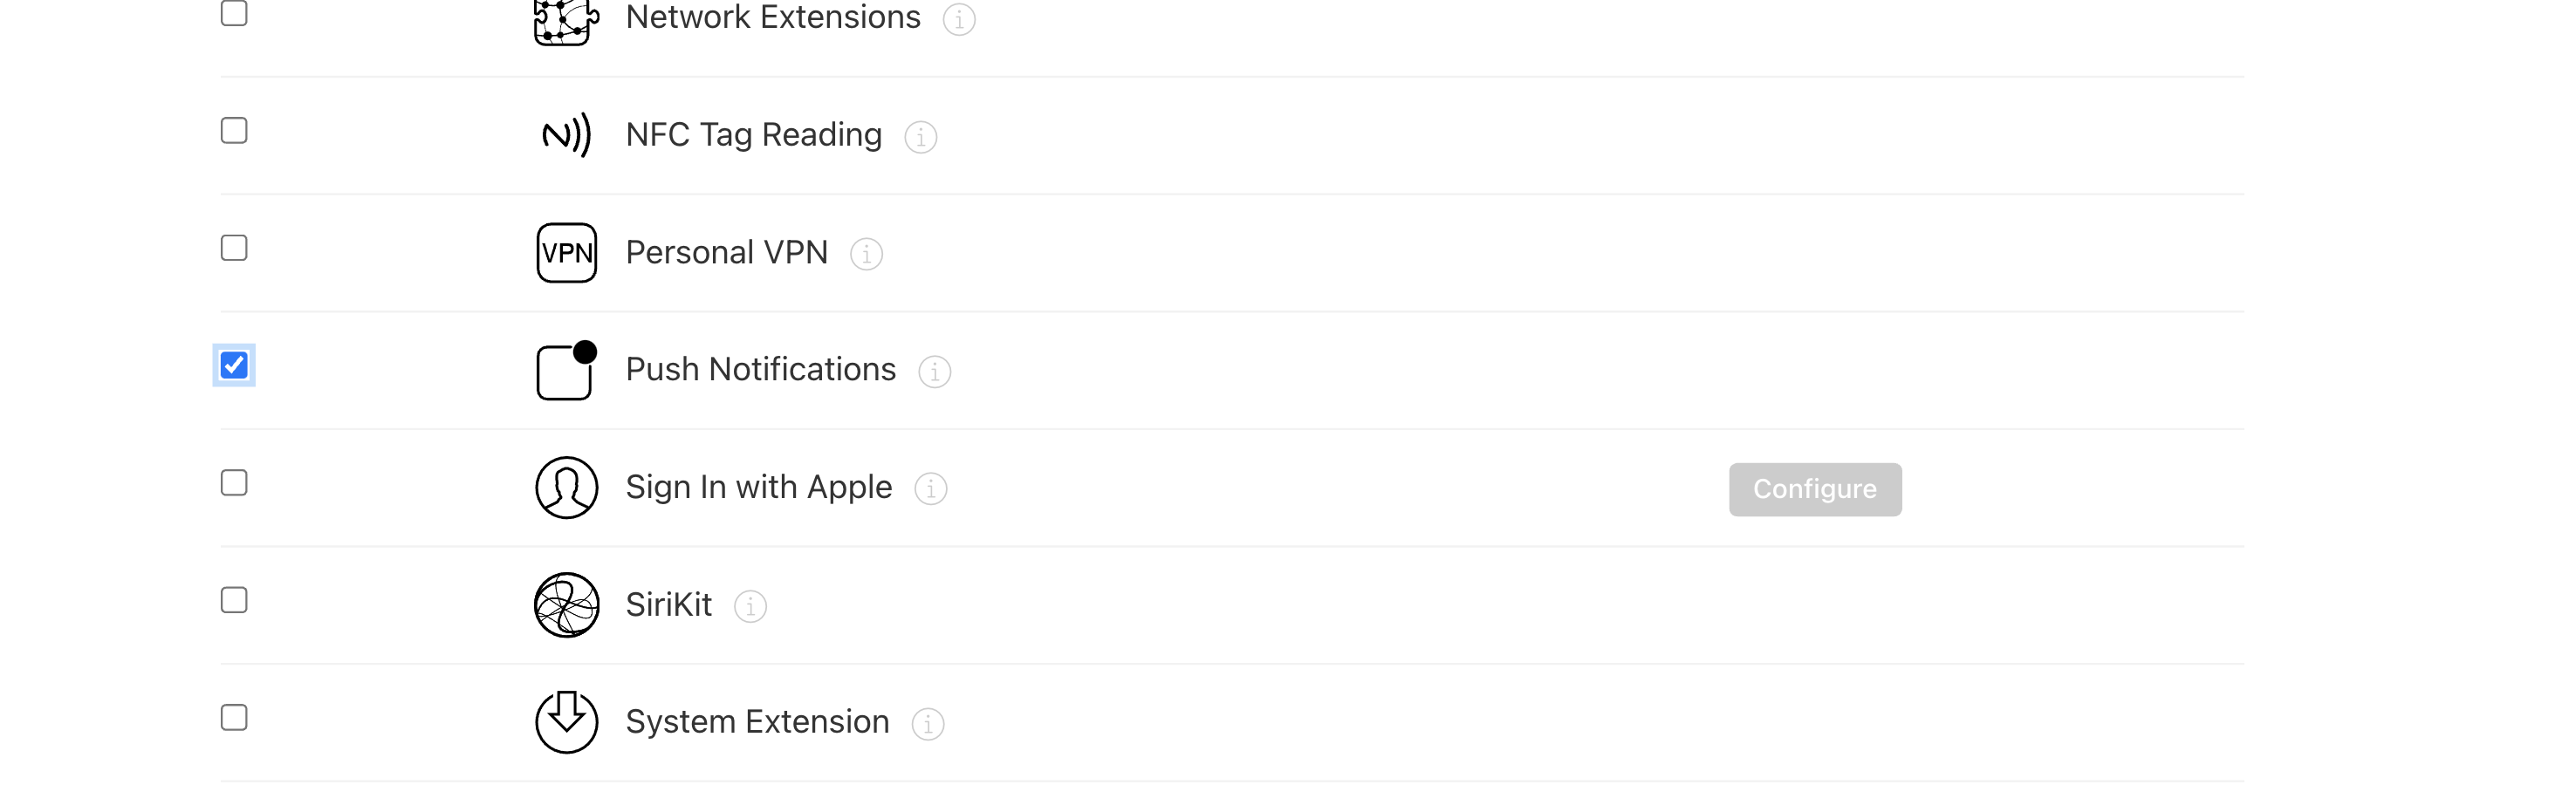 Network Extensions
NFC Tag Reading
VPN Personal VPN
Push Notifications
Sign In with Apple Configure
SiriKit
System Extension